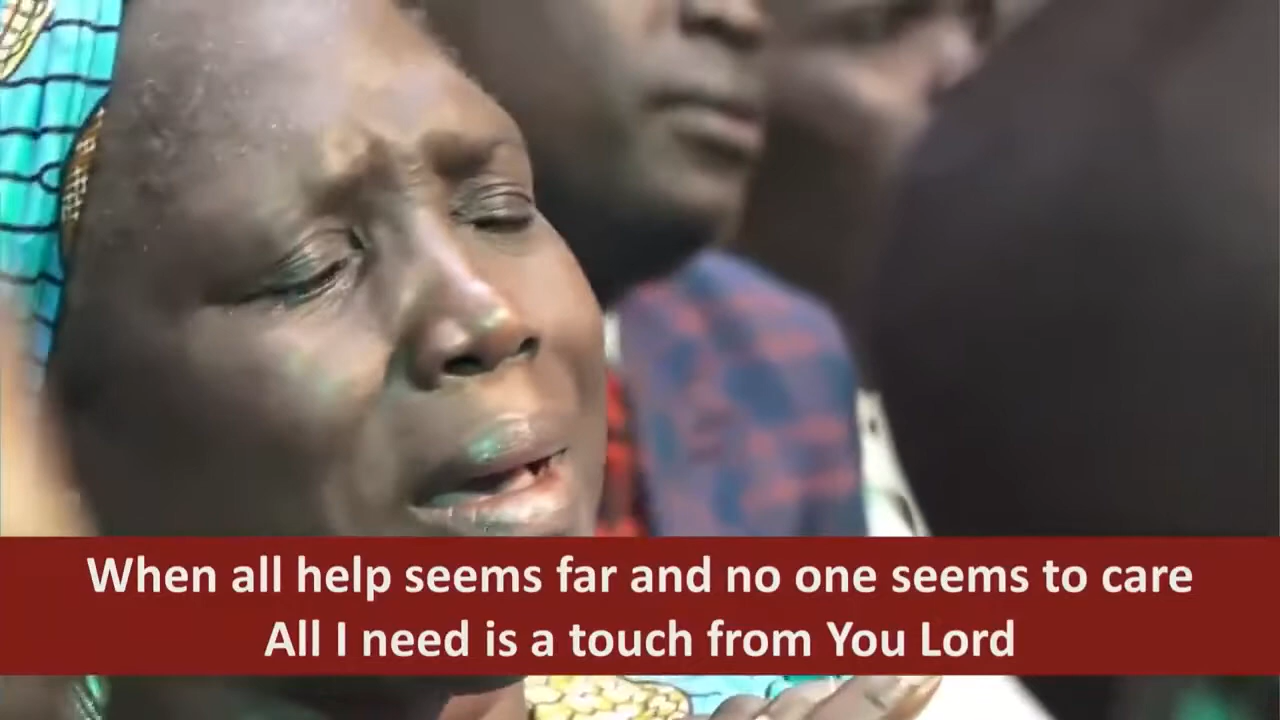 When all help seems far and no one seems to care
All I need is a touch from You Lord